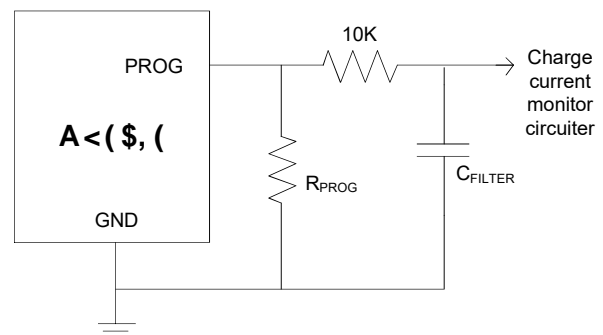 10K
PROG
Charge
current
monitor
circuiter
A<( $, (
RPROG
CFILTER
GND